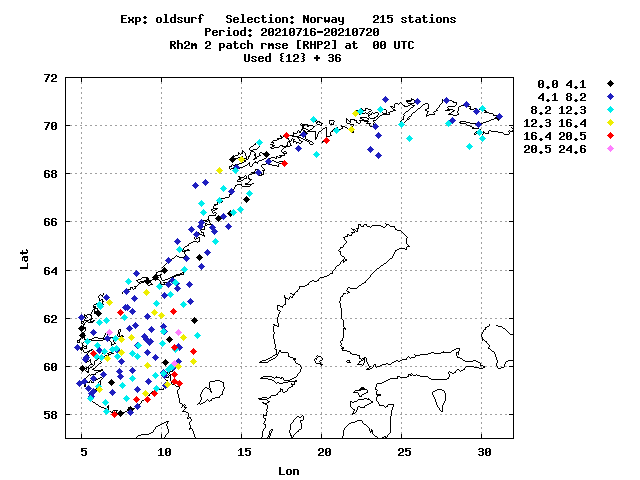 Exp: oldsurf Selection: Norway 215 stations
Period: 20210716-20210720
Rh2m 2 patch rmse [RHP2] at 00 UTC
Used {12} + 36
72
70
68
66
64
62
60
58
Lat
5 10 15 20 25 30
Lon
0.0 4.1
4.1 8.2
8.2 12.3
12.3 16.4
16.4 20.5
20.5 24.6